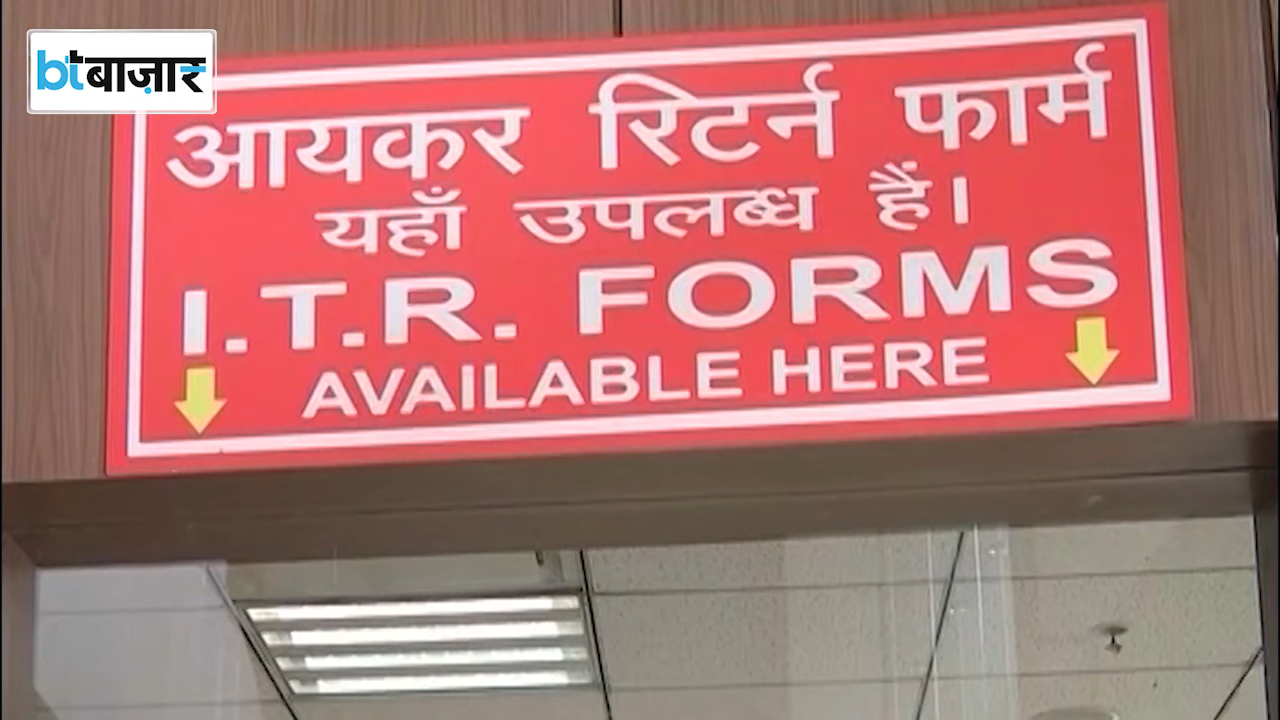 btबाज़ार
आयकर रिटर्न फार्म
यहाँ उपलब्ध हैं।
I.T.R. FORMS
AVAILABLE HERE